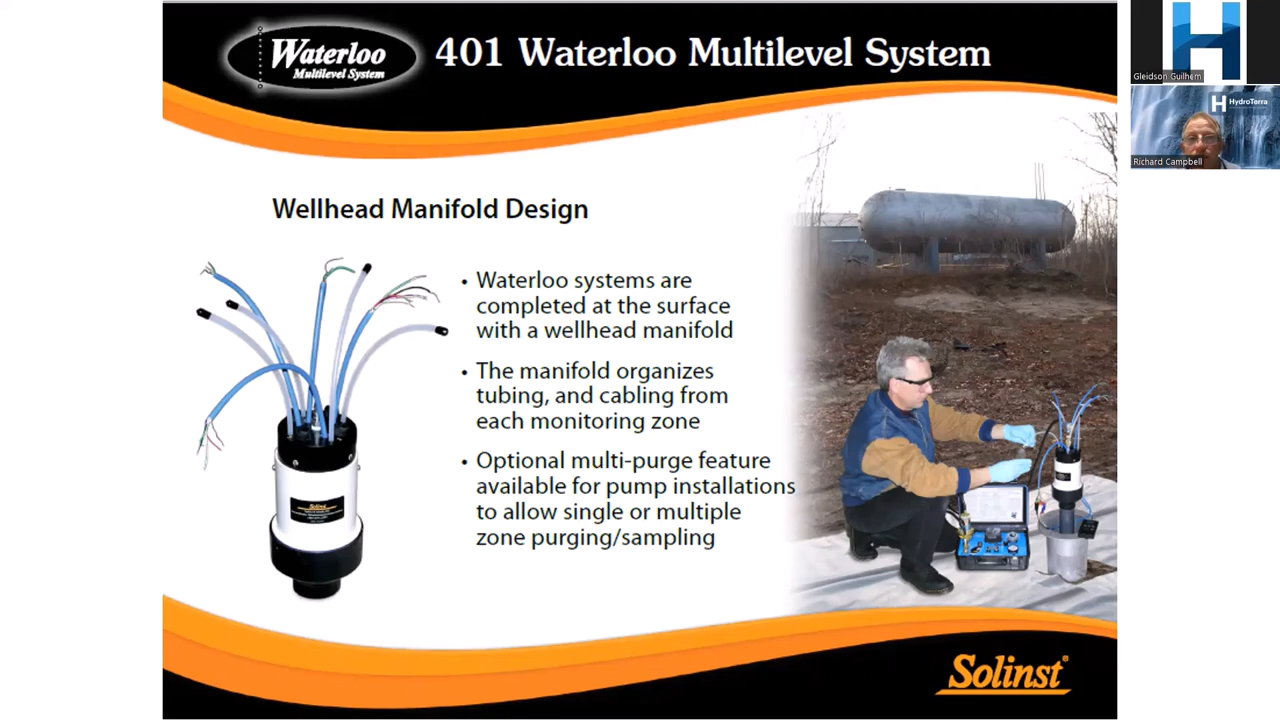 Waterloo
Multilevel System
401 Waterloo Multilevel System
Wellhead Manifold Design
• Waterloo systems are
completed at the surface
with a wellhead manifold
• The manifold organizes
tubing, and cabling from
each monitoring zone
• Optional multi-purge feature
available for pump installations
to allow single or multiple
zone purging/sampling
Solinst
Solinst®
Gleidson Guilhem
HydroTerra
Richard Campbell